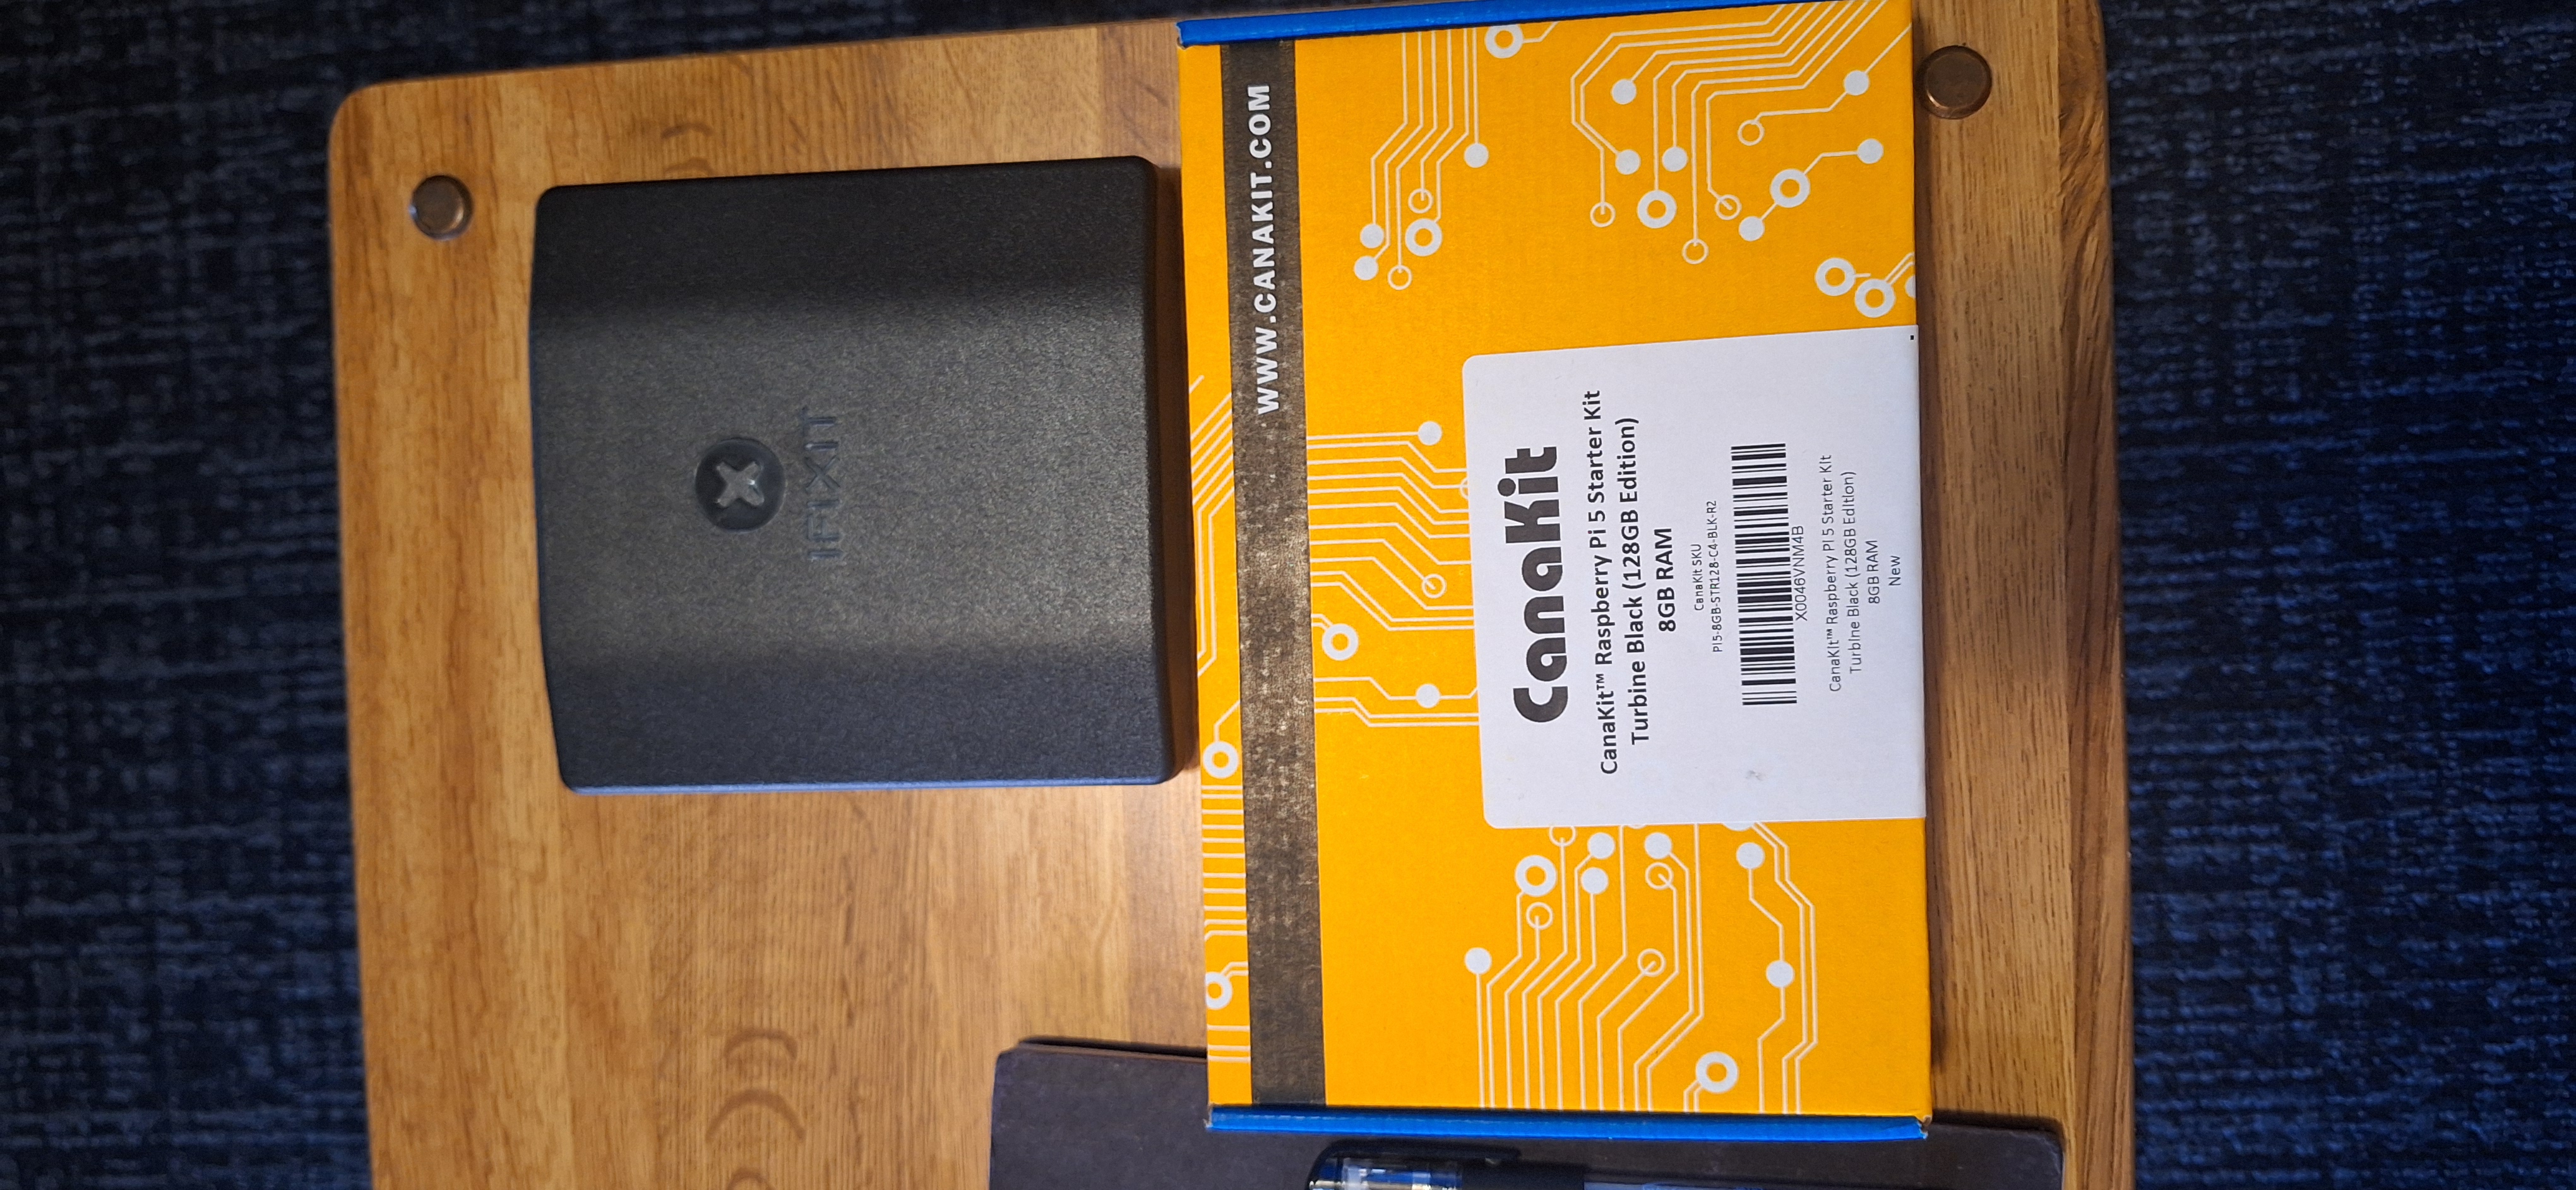 IFIXIT
WWW.CANAKIT.COM
CanaKit
CanaKit™ Raspberry Pi 5 Starter Kit
Turbine Black (128GB Edition)
8GB RAM
CanaKit SKU
PI5-8GB-STR128-C4-BLK-R2
X0046VNM4B
CanaKit™ Raspberry Pi 5 Starter Kit
Turbine Black (128GB Edition)
8GB RAM
New